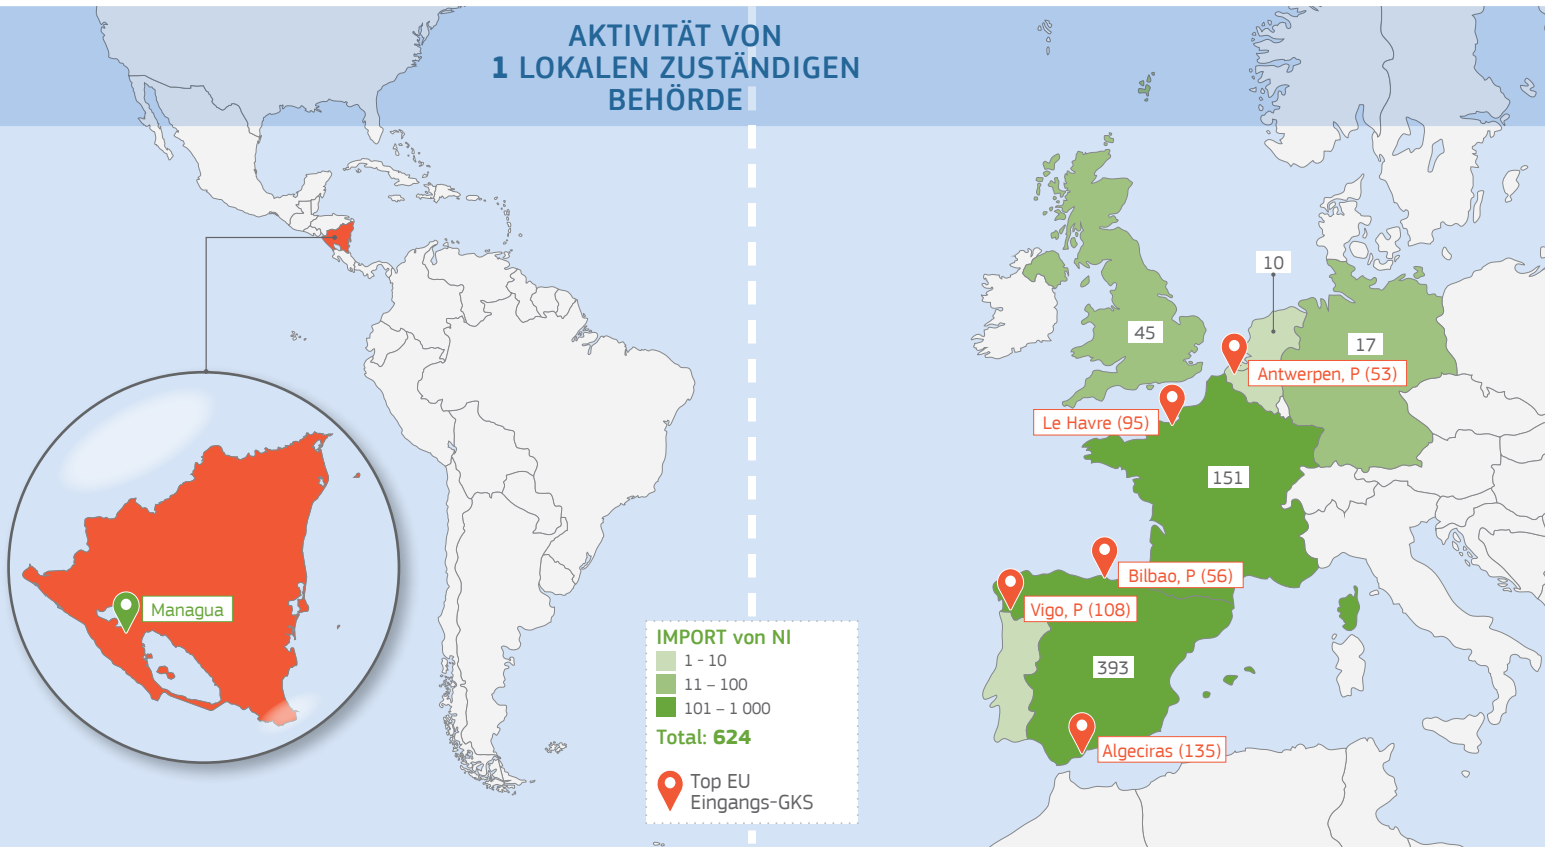 AKTIVITÄT VON
1 LOKALEN ZUSTÄNDIGEN
BEHÖRDE
10
45
17
Antwerpen, P (53)
Le Havre (95)
151
Bilbao, P (56)
Vigo, P (108)
Managua
393
Algeciras (135)
IMPORT von NI
1 - 10
11 – 100
101 – 1 000
Total: 624
Top EU
Eingangs-GKS